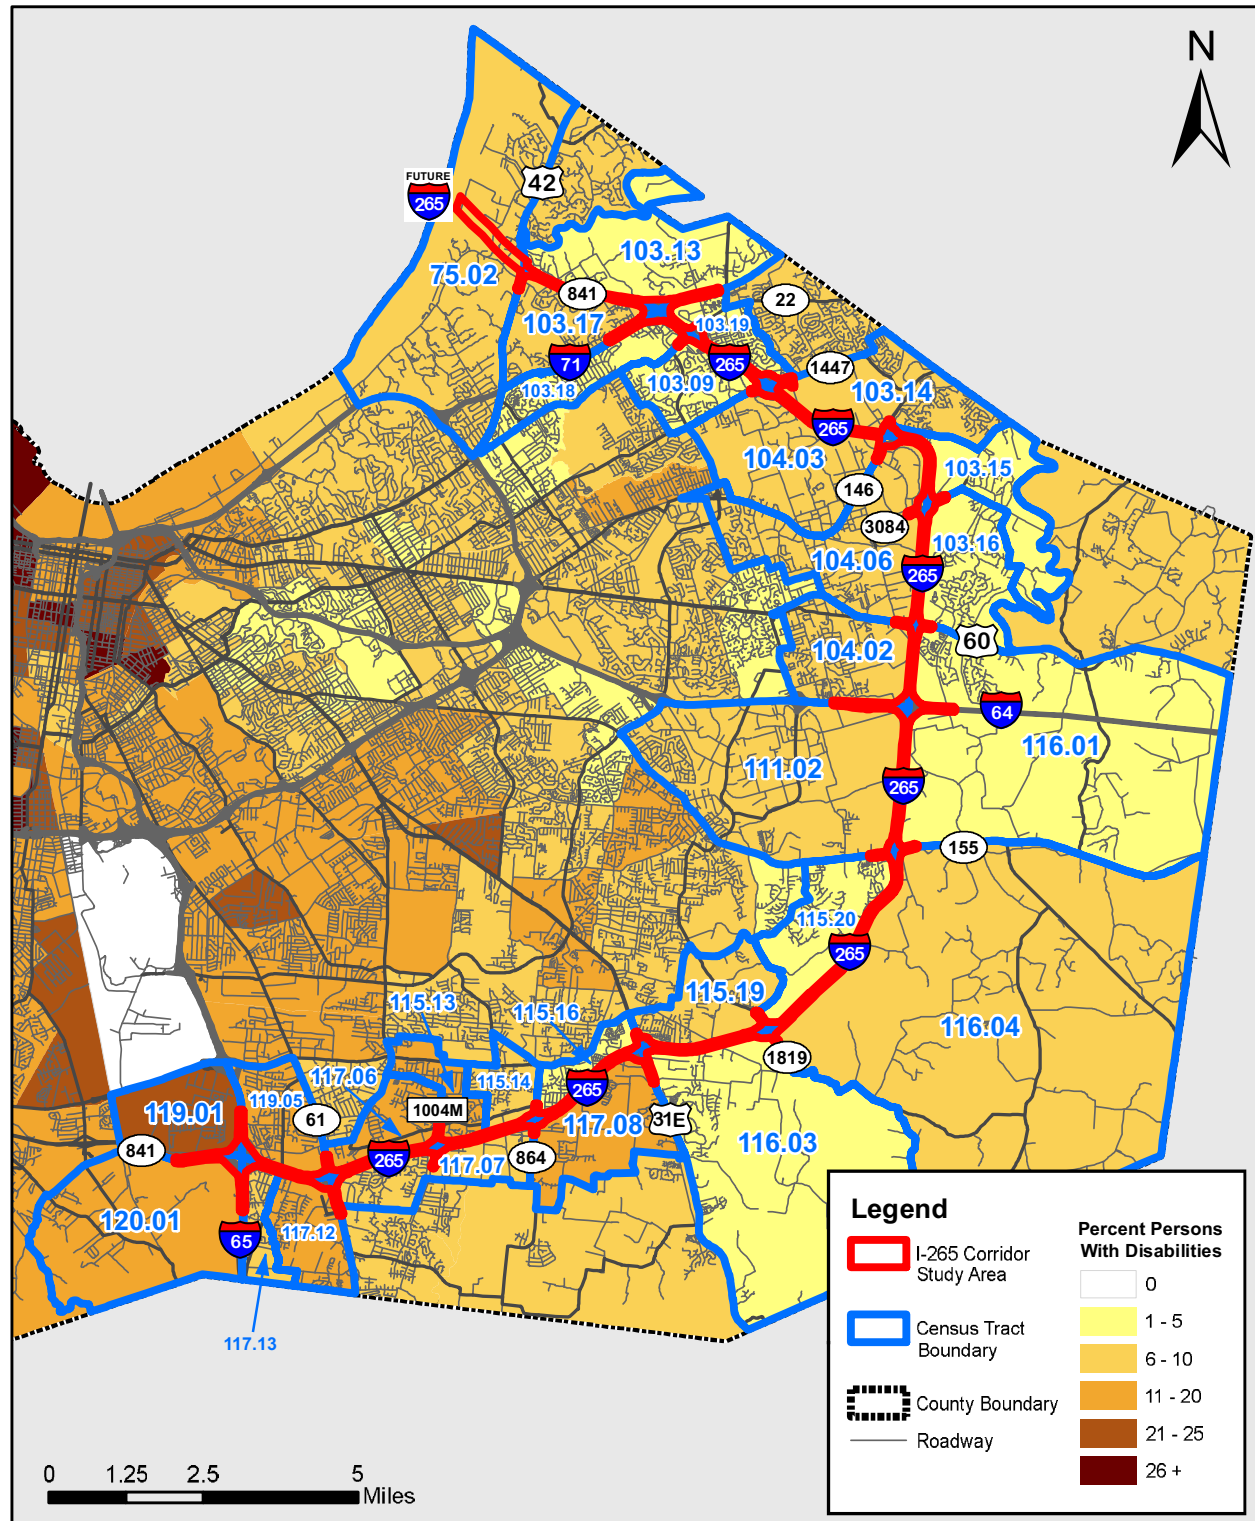 N
FUTURE
265
42
103.13
75.02
841
22
103.17
103.19
71
265
1447
103.18
103.09
103.14
265
104.03
103.15
146
3084
103.16
104.06
265
60
104.02
64
116.01
111.02
265
155
115.20
265
115.13
115.16
115.19
116.04
1819
117.06
115.14
265
119.01
119.05
61
1004M
117.08
31E
116.03
841
265
117.07
864
120.01
65
117.12
117.13
Legend
I-265 Corridor
Study Area
Census Tract
Boundary
County Boundary
Roadway
Percent Persons
With Disabilities
0
1 - 5
6 - 10
11 - 20
21 - 25
26 +
0 1.25 2.5 5
Miles